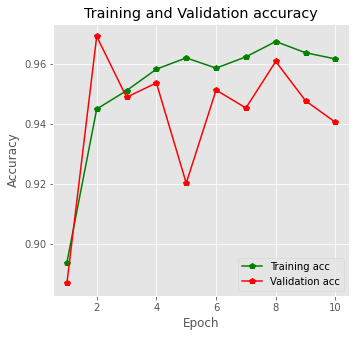 Training and Validation accuracy
Accuracy
0.96
0.94
0.92
0.90
Training acc
Validation acc
2
4
6
8
10
Epoch